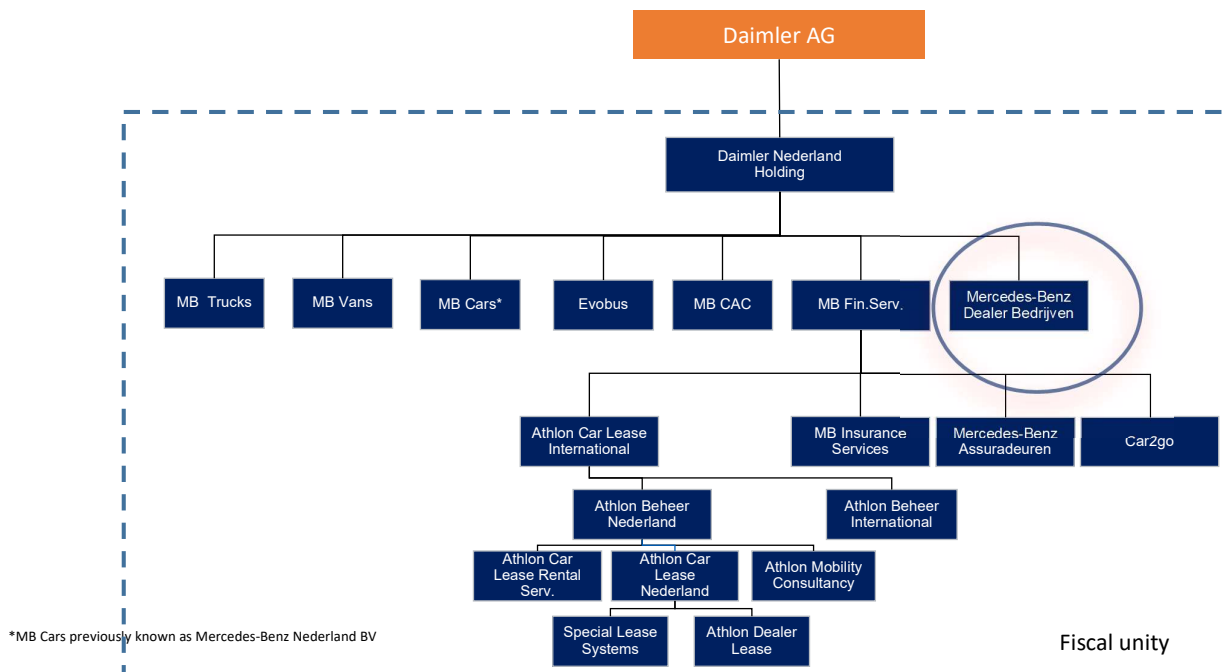 Daimler AG
Daimler Nederland
Holding
MB Trucks
MB Vans
MB Cars*
Evobus
MB CAC
MB Fin.Serv.
Mercedes-Benz
Dealer Bedrijven
Athlon Car Lease
International
MB Insurance
Services
Mercedes-Benz
Assuradeuren
Car2go
Athlon Beheer
Nederland
Athlon Beheer
International
Athlon Car
Lease Rental
Serv.
Athlon Car
Lease
Nederland
Athlon Mobility
Consultancy
Special Lease
Systems
Athlon Dealer
Lease
*MB Cars previously known as Mercedes-Benz Nederland BV
Fiscal unity